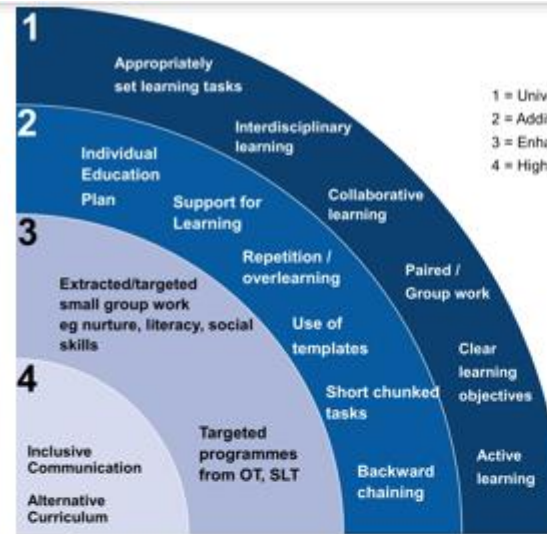 1
Appropriately
set learning tasks
Interdisciplinary
learning
Collaborative
learning
Paired /
Group work
Clear
learning
objectives
Active
learning
2
Individual
Education
Plan
Support for
Learning
Repetition /
overlearning
Use of
templates
Short chunked
tasks
Backward
chaining
3
Extracted/targeted
small group work
eg nurture, literacy, social
skills
Targeted
programmes
from OT, SLT
4
Inclusive
Communication
Alternative
Curriculum
1 = Univ
2 = Addi
3 = Enha
4 = High